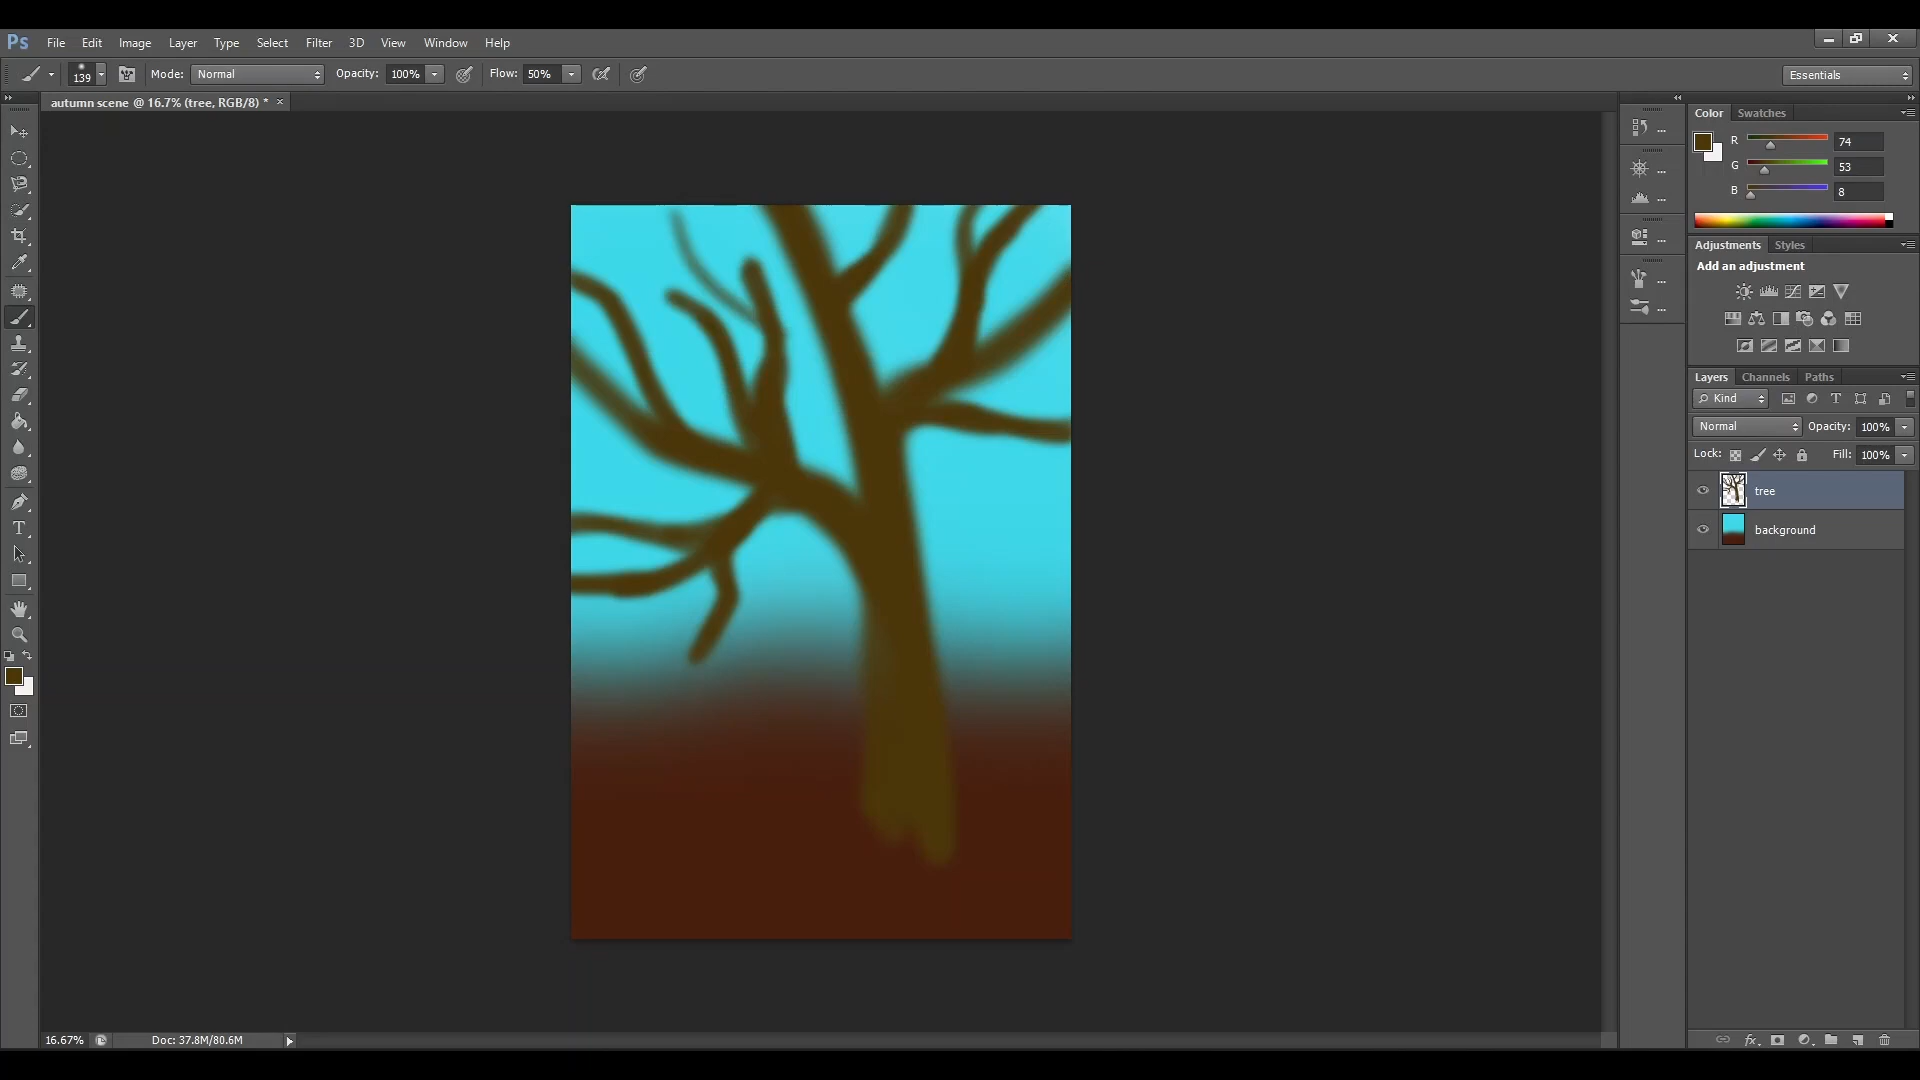 Ps File Edit Image Layer Type Select Filter 3D View Window Help
139 Mode: Normal Opacity: 100% Flow: 50% Essentials
autumn scene @ 16.7% (tree, RGB/8) * ×
Color Swatches
R 74
G 53
B 8
Adjustments Styles
Add an adjustment
Layers Channels Paths
Kind
Normal Opacity: 100%
Lock: Fill: 100%
tree
background
16.67% Doc: 37.8M/80.6M